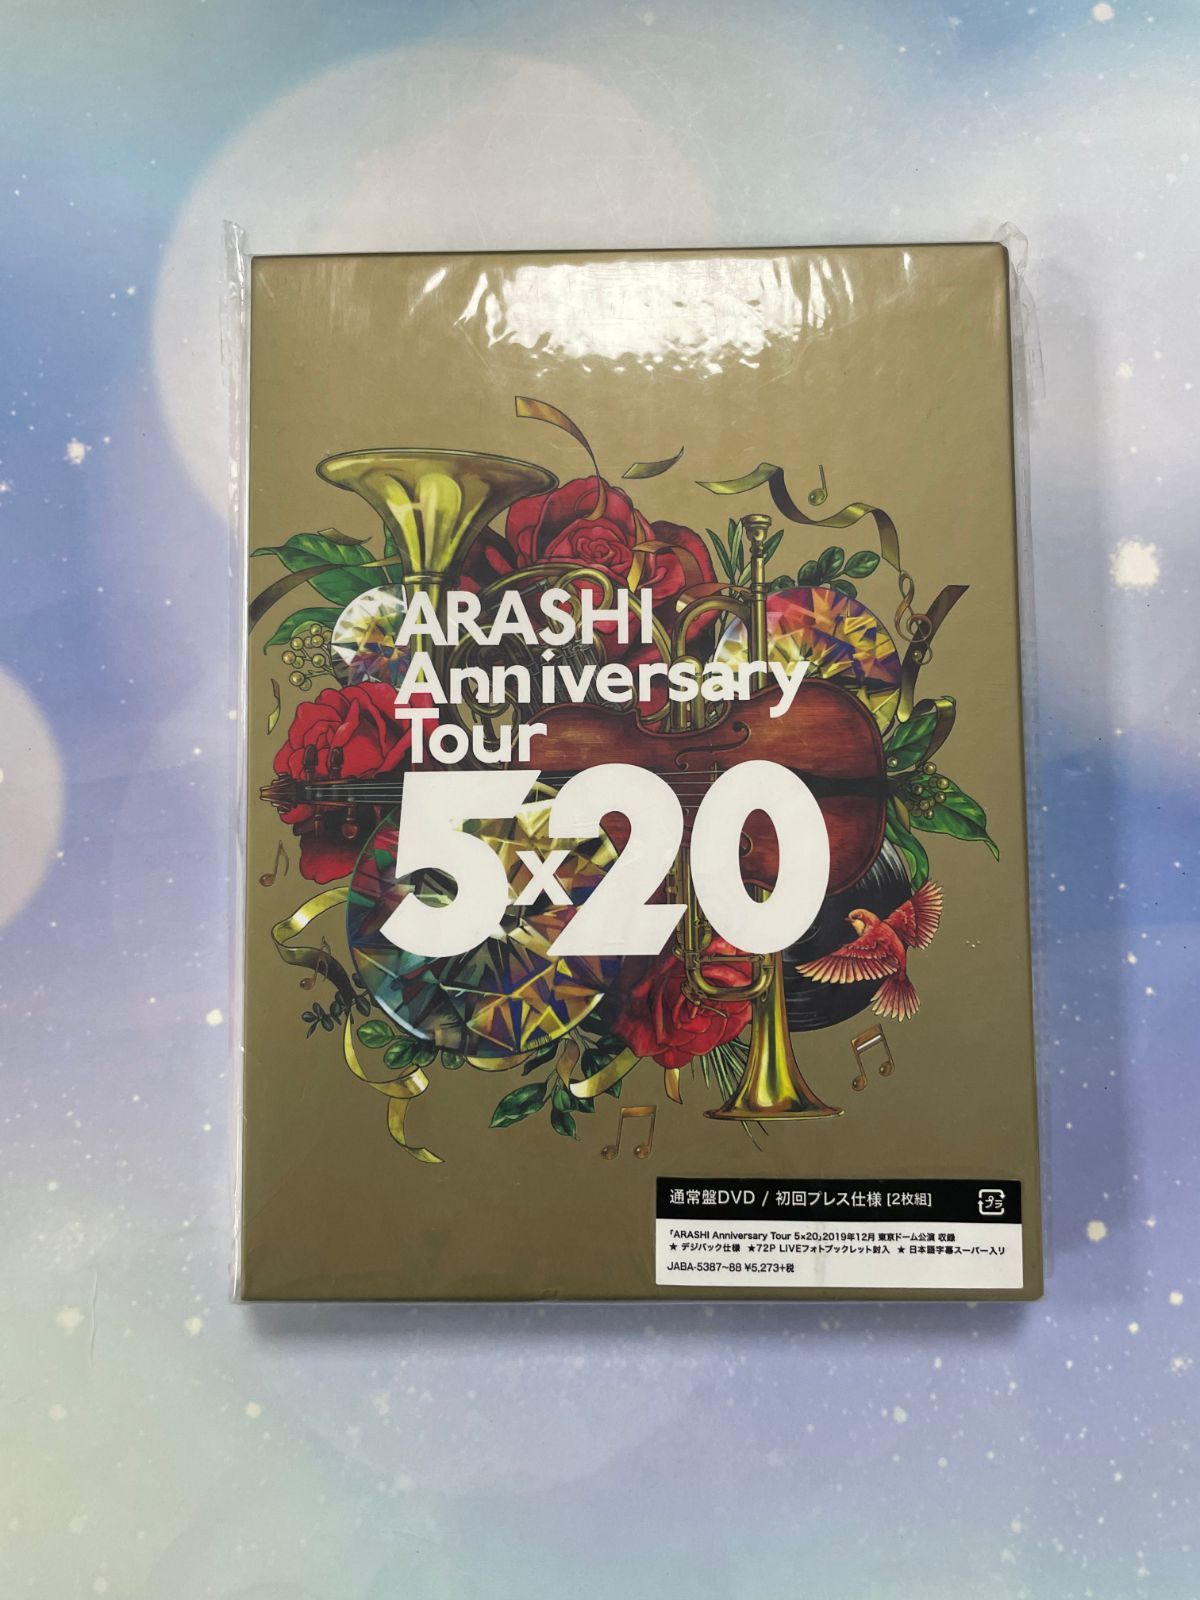 ARASHI
Anniversary
Tour
5x20
通常盤DVD / 初回プレス仕様 [2枚組]
プラ
「ARASHI Anniversary Tour 5×20」2019年12月 東京ドーム公演 収録
★ デジパック仕様 ★72P LIVEフォトブックレット封入 ★ 日本語字幕スーパー入り
JABA-5387~88 ¥5,273+税